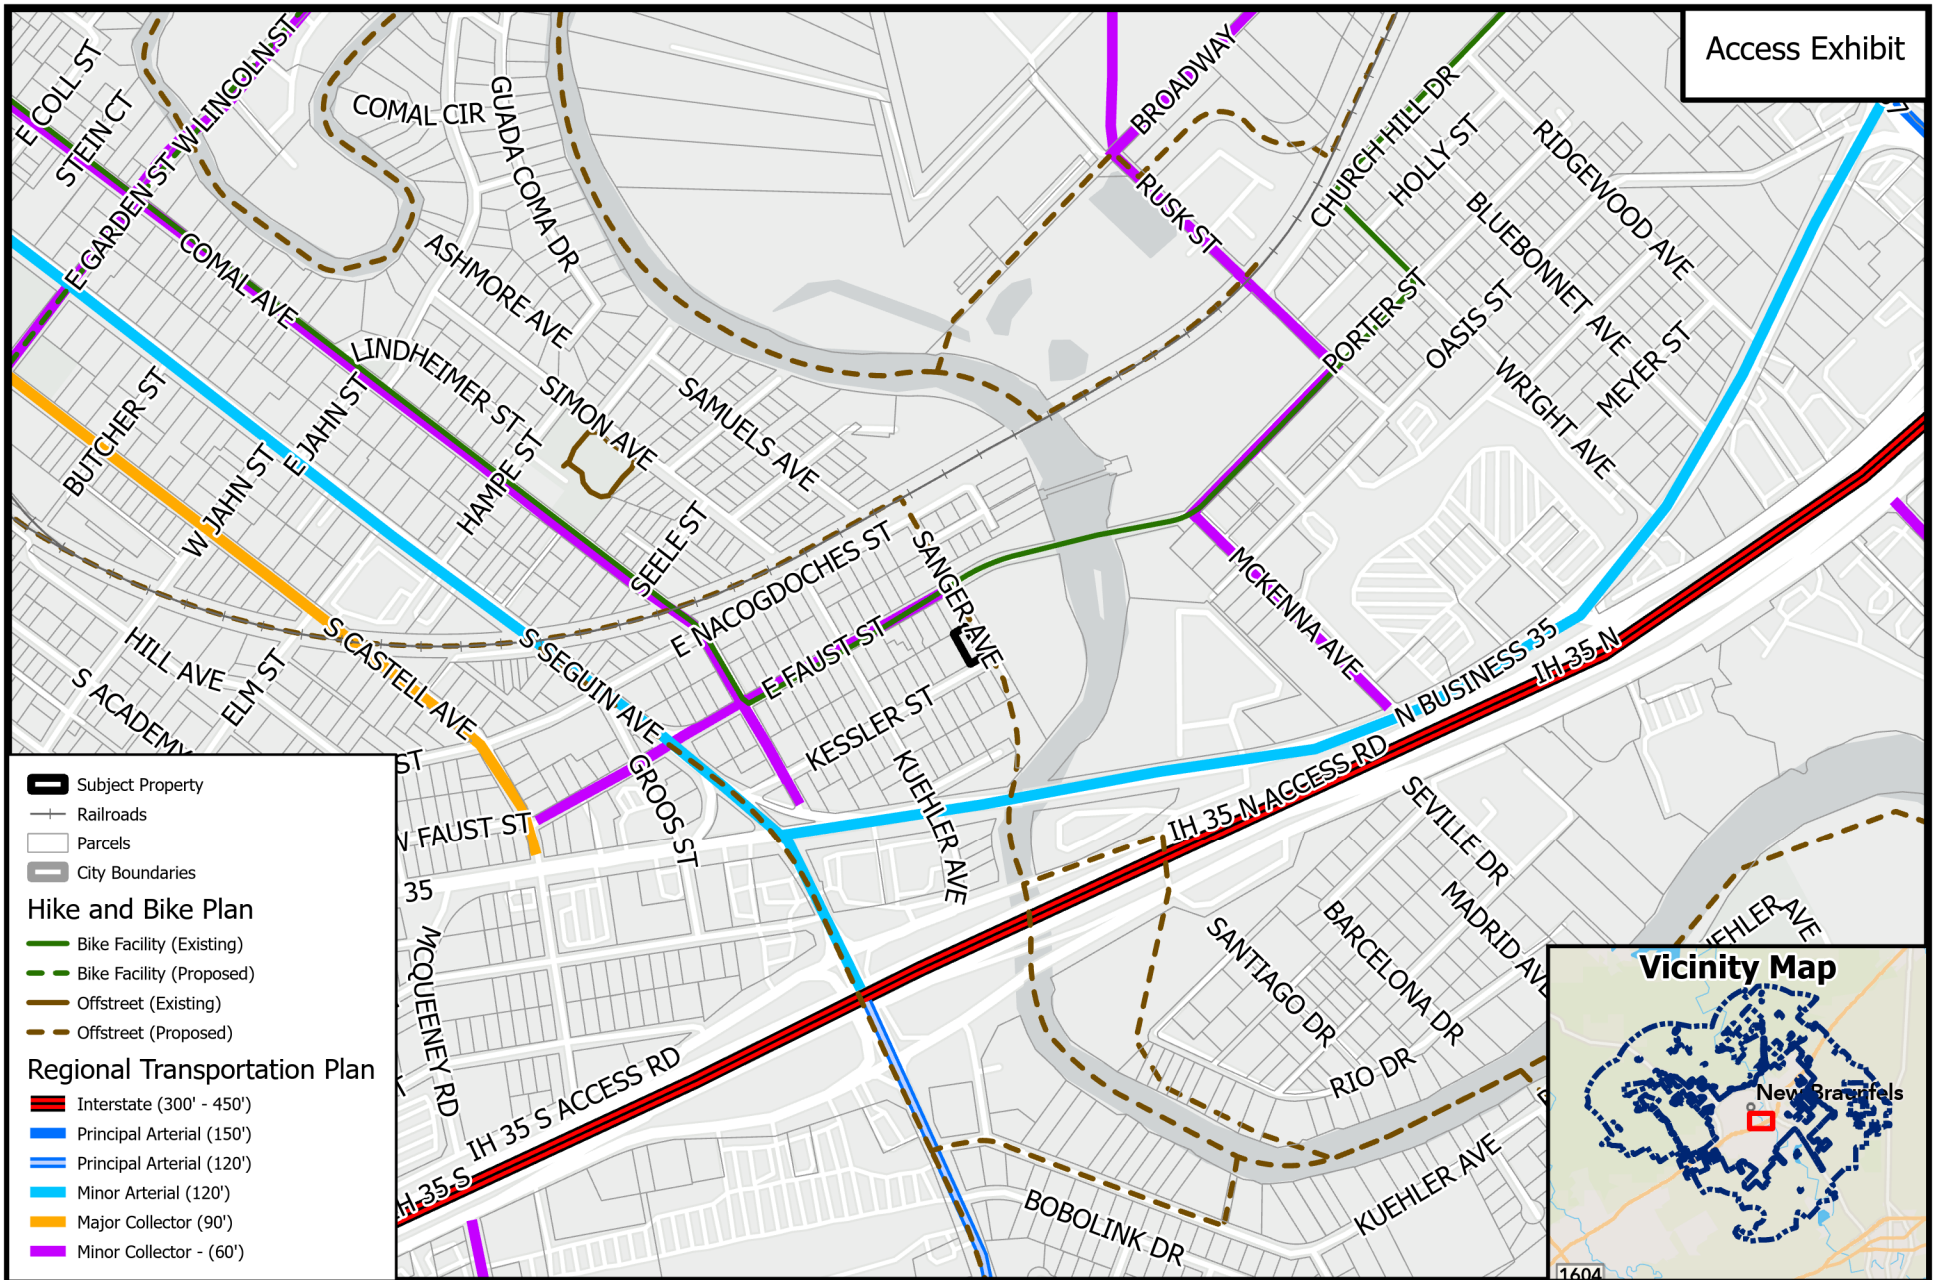 Access Exhibit
E COLL ST
STEIN CT
W LINCOLN ST
E GARDEN ST
COMAL CIR
GUADA COMA DR
BROADWAY
RUSK ST
CHURCH HILL DR
HOLLY ST
RIDGEWOOD AVE
BLUEBONNET AVE
PORTER ST
OASIS ST
WRIGHT AVE
MEYER ST
COMAL AVE
ASHMORE AVE
LINDHEIMER ST
SIMON AVE
SAMUELS AVE
BUTCHER ST
E JAHN ST
W JAHN ST
HAMPE ST
SEELE ST
E NACOGDOCHES ST
SANGER AVE
MCKENNA AVE
E FAUST ST
KESSLER ST
KUEHLER AVE
HILL AVE
S ACADEMY
ELM ST
S CASTELL AVE
S SEGUIN AVE
GROOS ST
ST
W FAUST ST
35
MCQUEENEY RD
N BUSINESS 35
IH 35 N
IH 35 N ACCESS RD
SEVILLE DR
MADRID AVE
BARCELONA DR
SANTIAGO DR
RIO DR
KUEHLER AVE
BOBOLINK DR
IH 35 S ACCESS RD
IH 35 S
Subject Property
Railroads
Parcels
City Boundaries
Hike and Bike Plan
Bike Facility (Existing)
Bike Facility (Proposed)
Offstreet (Existing)
Offstreet (Proposed)
Regional Transportation Plan
Interstate (300' - 450')
Principal Arterial (150')
Principal Arterial (120')
Minor Arterial (120')
Major Collector (90')
Minor Collector - (60')
Vicinity Map
New Braunfels
1604